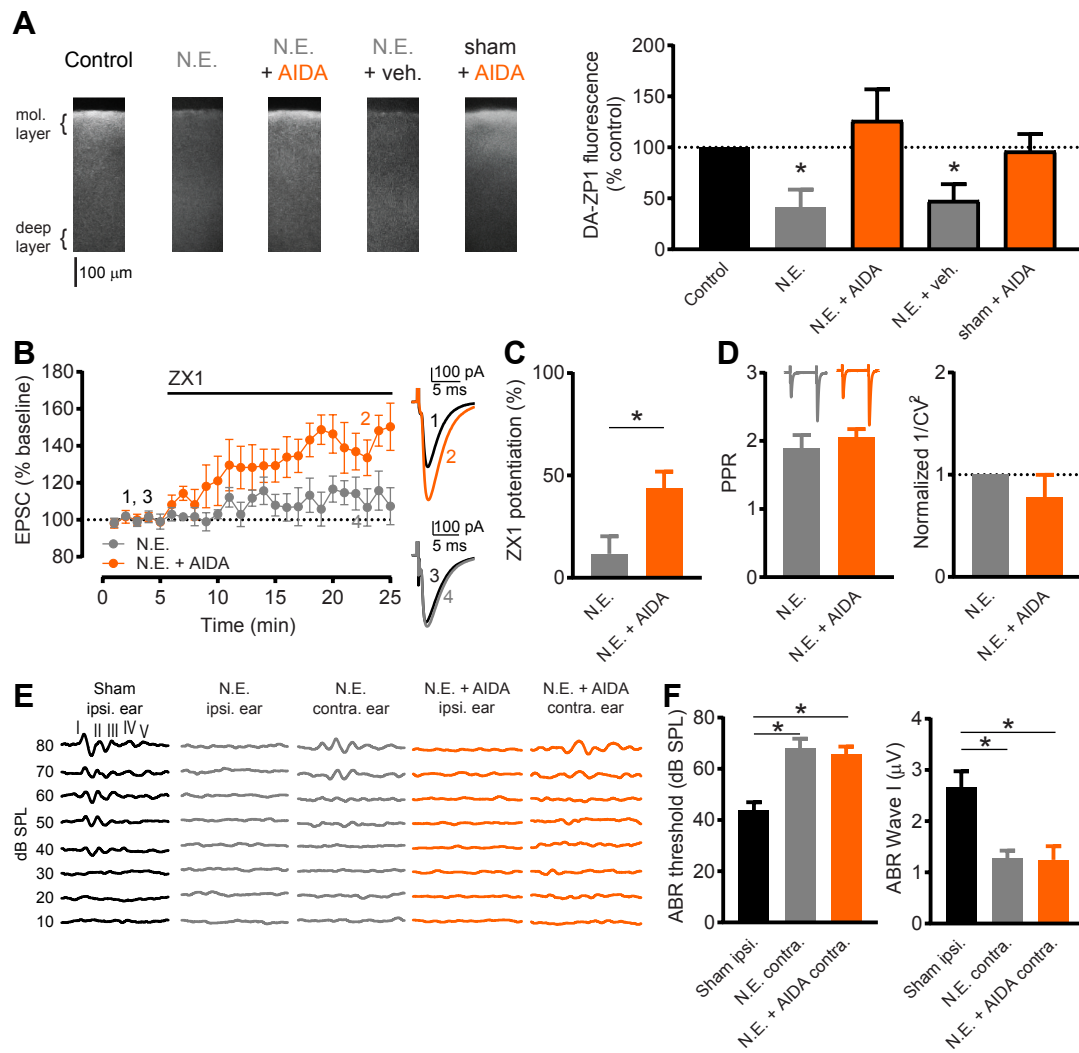 A
Control
N.E.
N.E.
+ AIDA
N.E.
+ veh.
sham
+ AIDA
mol.
layer
deep
layer
100 μm
DA-ZP1 fluorescence
(% control)
200
150
100
50
0
*
*
Control
N.E.
N.E. + AIDA
N.E. + veh.
sham + AIDA
B
ZX1
EPSC (% baseline)
180
160
140
120
100
80
1, 3
2
4
N.E.
N.E. + AIDA
0
5
10
15
20
25
Time (min)
100 pA
5 ms
1
2
100 pA
5 ms
3
4
C
ZX1 potentiation (%)
100
50
0
*
N.E.
N.E. + AIDA
D
PPR
3
2
1
0
N.E.
N.E. + AIDA
Normalized 1/CV²
2
1
0
N.E.
N.E. + AIDA
E
Sham
ipsi. ear
N.E.
ipsi. ear
N.E.
contra. ear
N.E. + AIDA
ipsi. ear
N.E. + AIDA
contra. ear
I II III IV V
dB SPL
80
70
60
50
40
30
20
10
F
ABR threshold (dB SPL)
80
60
40
20
0
*
*
Sham ipsi.
N.E. contra.
N.E. + AIDA contra.
ABR Wave I (μV)
4
3
2
1
0
*
*
Sham ipsi.
N.E. contra.
N.E. + AIDA contra.